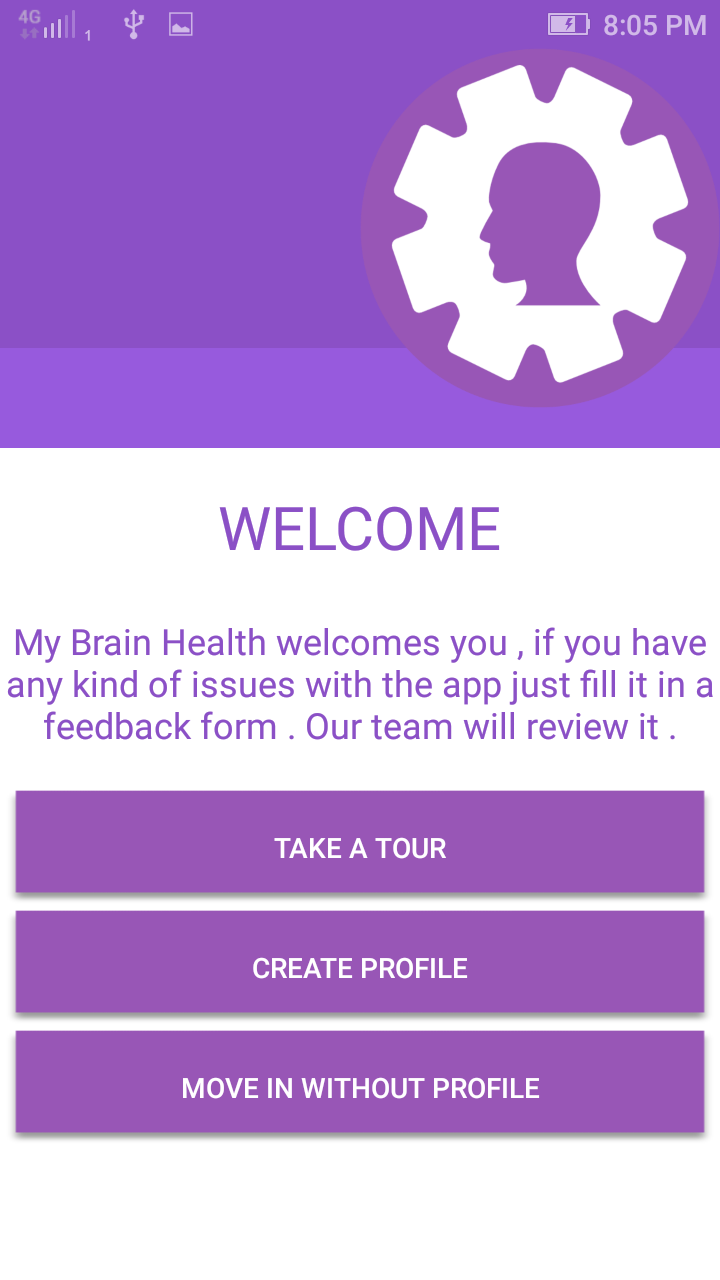 4G 1 8:05 PM
WELCOME
My Brain Health welcomes you , if you have
any kind of issues with the app just fill it in a
feedback form . Our team will review it .
TAKE A TOUR
CREATE PROFILE
MOVE IN WITHOUT PROFILE